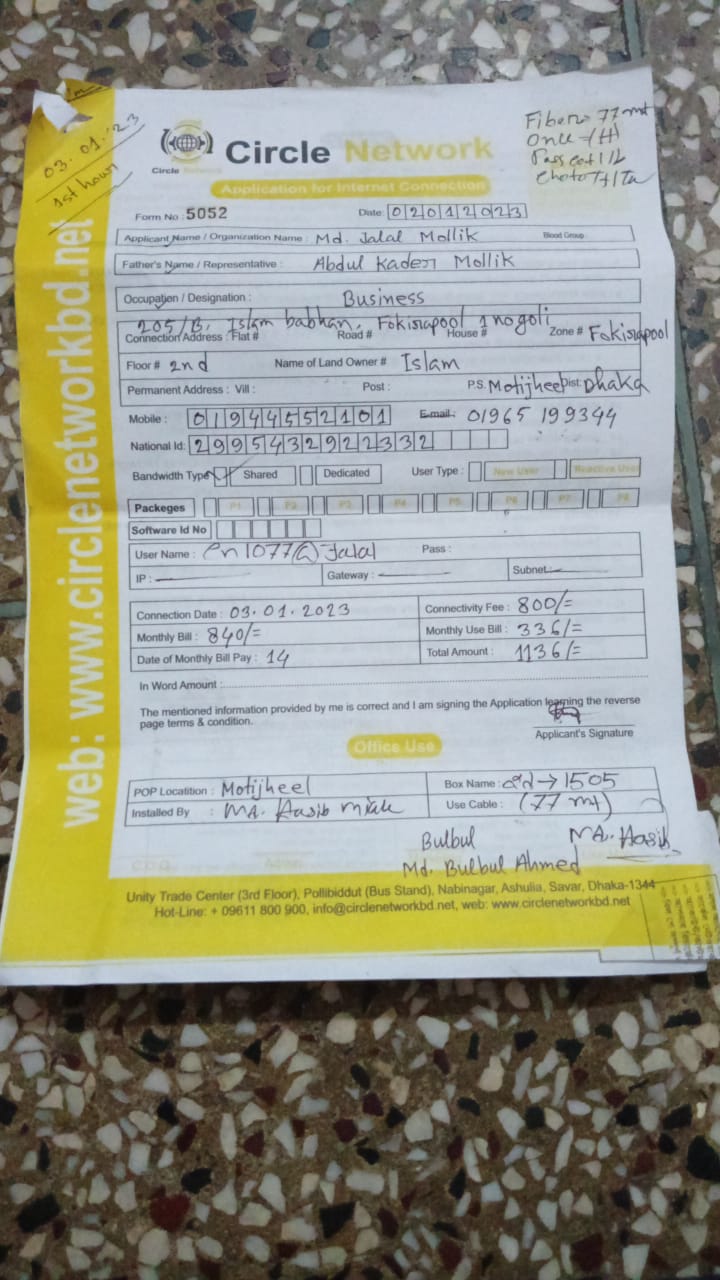 03.01.23
1st hour
Fiber 77 mt
Onu = 1(H)
Circle Network
Circle Network
Application for Internet Connection
Form No : 5052
Date: 02012023
Applicant Name / Organization Name : Md. Jalal Mollik Blood Group
Father's Name / Representative : Abdul Kader Mollik
Occupation / Designation : Business
205/B, Islam babhan, Fokirapool 1 no goli
Connection Address : Flat # Road # House # Zone # Fokirapool
Floor # 2nd Name of Land Owner # Islam
Permanent Address : Vill : Post : P.S. Motijheel Dist: Dhaka
Mobile : 01944552101 E-mail : 01965 199344
National Id: 2995432922332
Bandwidth Type Shared Dedicated User Type : New User Reactive User
Packeges P1 P2 P3 P4 P5 P6 P7 P8
Software Id No
User Name : cn1077@Jalal Pass :
IP : Gateway : Subnet:
Connection Date : 03.01.2023 Connectivity Fee : 800/=
Monthly Bill : 840/= Monthly Use Bill : 336/=
Date of Monthly Bill Pay : 14 Total Amount : 1136/=
In Word Amount :
The mentioned information provided by me is correct and I am signing the Application learning the reverse
page terms & condition.
Applicant's Signature
Office Use
POP Locatition : Motijheel Box Name : → 1505
Installed By : MD. Hasib miah Use Cable : (77 mt)
Bulbul MD. Hasib
Md. Bulbul Ahmed
Unity Trade Center (3rd Floor), Pollibiddut (Bus Stand), Nabinagar, Ashulia, Savar, Dhaka-1344
Hot-Line: + 09611 800 900, info@circlenetworkbd.net, web: www.circlenetworkbd.net
web: www.circlenetworkbd.net